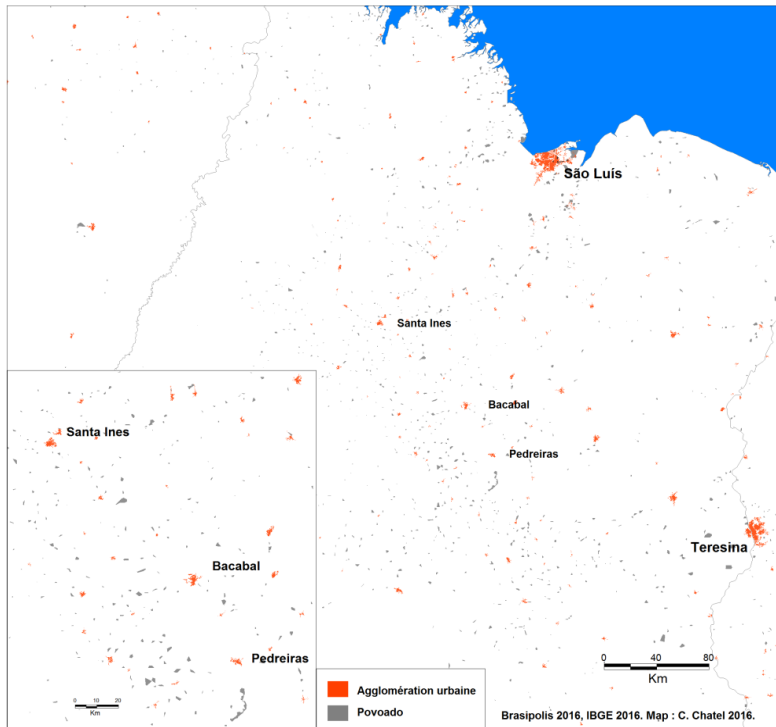 São Luís
Santa Ines
Bacabal
Pedreiras
Teresina
Santa Ines
Bacabal
Pedreiras
0 10 20
Km
0 40 80
Km
Agglomération urbaine
Povoado
Brasipolis 2016, IBGE 2016. Map : C. Chatel 2016.